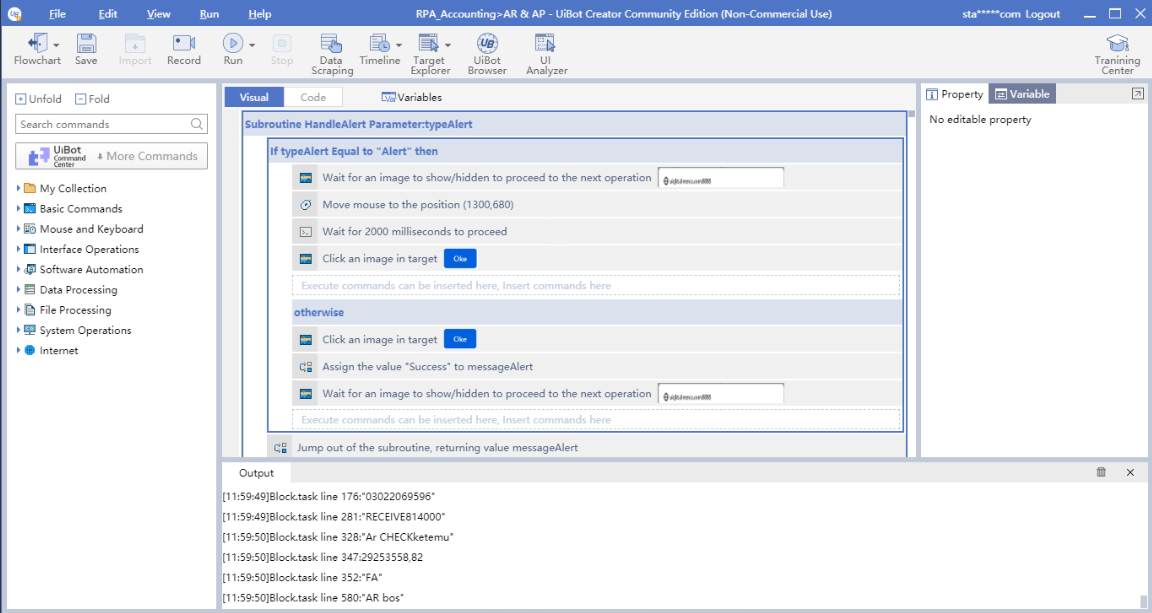 File Edit View Run Help RPA_Accounting>AR & AP - UiBot Creator Community Edition (Non-Commercial Use) sta*****com Logout
Flowchart Save Import Record Run Stop Data Scraping Timeline Target Explorer UiBot Browser UI Analyzer Tranining Center
Unfold Fold
Search commands
UiBot Command Center + More Commands
My Collection
Basic Commands
Mouse and Keyboard
Interface Operations
Software Automation
Data Processing
File Processing
System Operations
Internet
Visual Code Variables
Subroutine HandleAlert Parameter:typeAlert
If typeAlert Equal to "Alert" then
Wait for an image to show/hidden to proceed to the next operation
Move mouse to the position (1300,680)
Wait for 2000 milliseconds to proceed
Click an image in target Oke
Execute commands can be inserted here, Insert commands here
otherwise
Click an image in target Oke
Assign the value "Success" to messageAlert
Wait for an image to show/hidden to proceed to the next operation
Execute commands can be inserted here, Insert commands here
Jump out of the subroutine, returning value messageAlert
Property Variable
No editable property
Output
[11:59:49]Block.task line 176:"03022069596"
[11:59:49]Block.task line 281:"RECEIVE814000"
[11:59:50]Block.task line 328:"Ar CHECKketemu"
[11:59:50]Block.task line 347:29253558,82
[11:59:50]Block.task line 352:"FA"
[11:59:50]Block.task line 580:"AR bos"